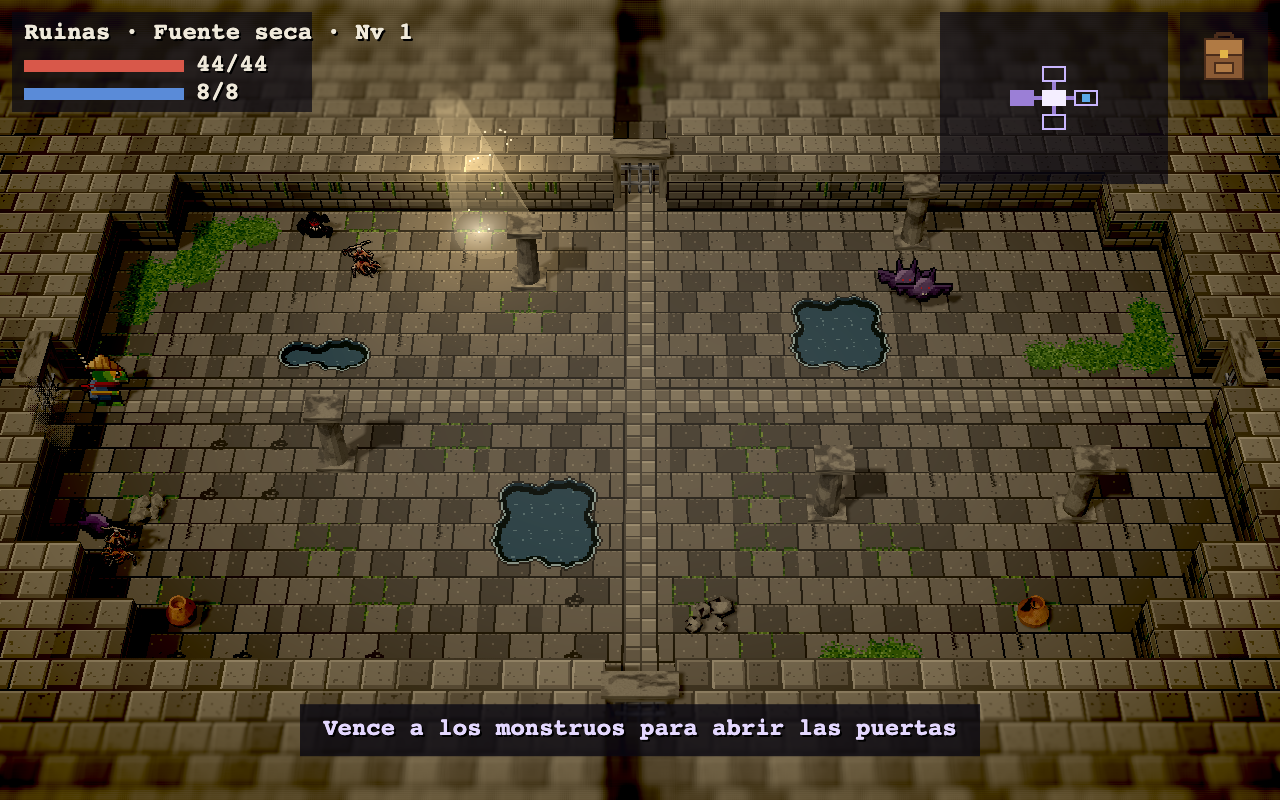 Ruinas · Fuente seca · Nv 1
44/44
8/8
Vence a los monstruos para abrir las puertas